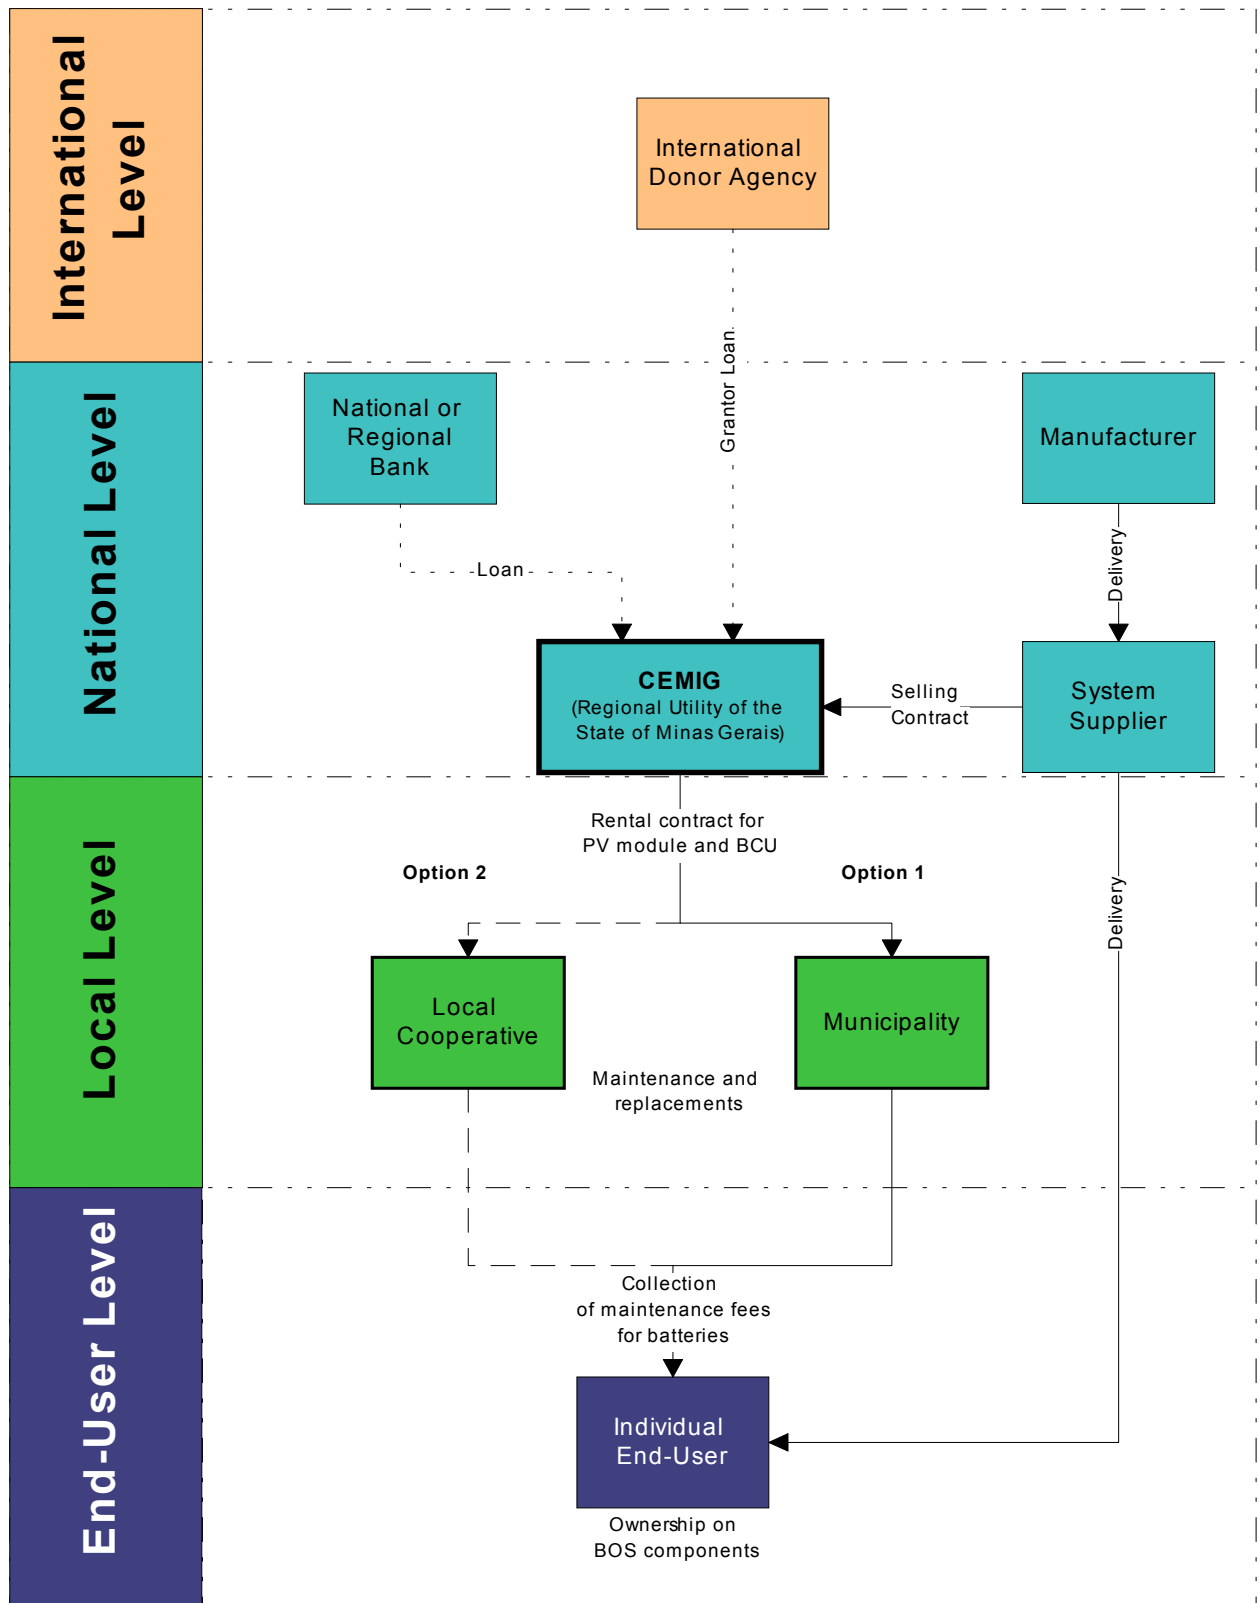 International
Level
International
Donor Agency
Grantor Loan
National Level
National or
Regional
Bank
Manufacturer
Loan
Delivery
CEMIG
(Regional Utility of the
State of Minas Gerais)
Selling
Contract
System
Supplier
Local Level
Rental contract for
PV module and BCU
Option 2
Option 1
Delivery
Local
Cooperative
Municipality
Maintenance and
replacements
End-User Level
Collection
of maintenance fees
for batteries
Individual
End-User
Ownership on
BOS components